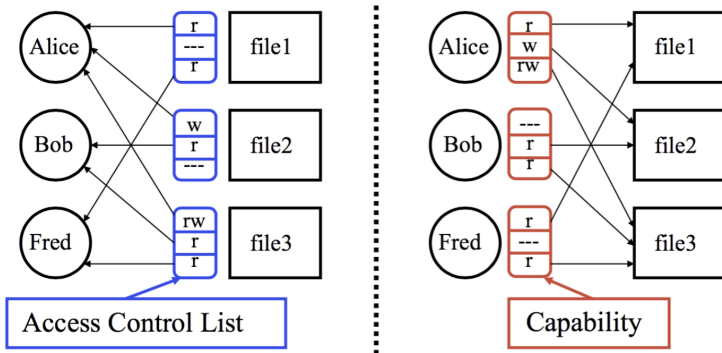 Alice
r
---
r
file1
Bob
w
r
---
file2
Fred
rw
r
r
file3
Access Control List
Alice
r
w
rw
file1
Bob
---
r
r
file2
Fred
r
---
r
file3
Capability